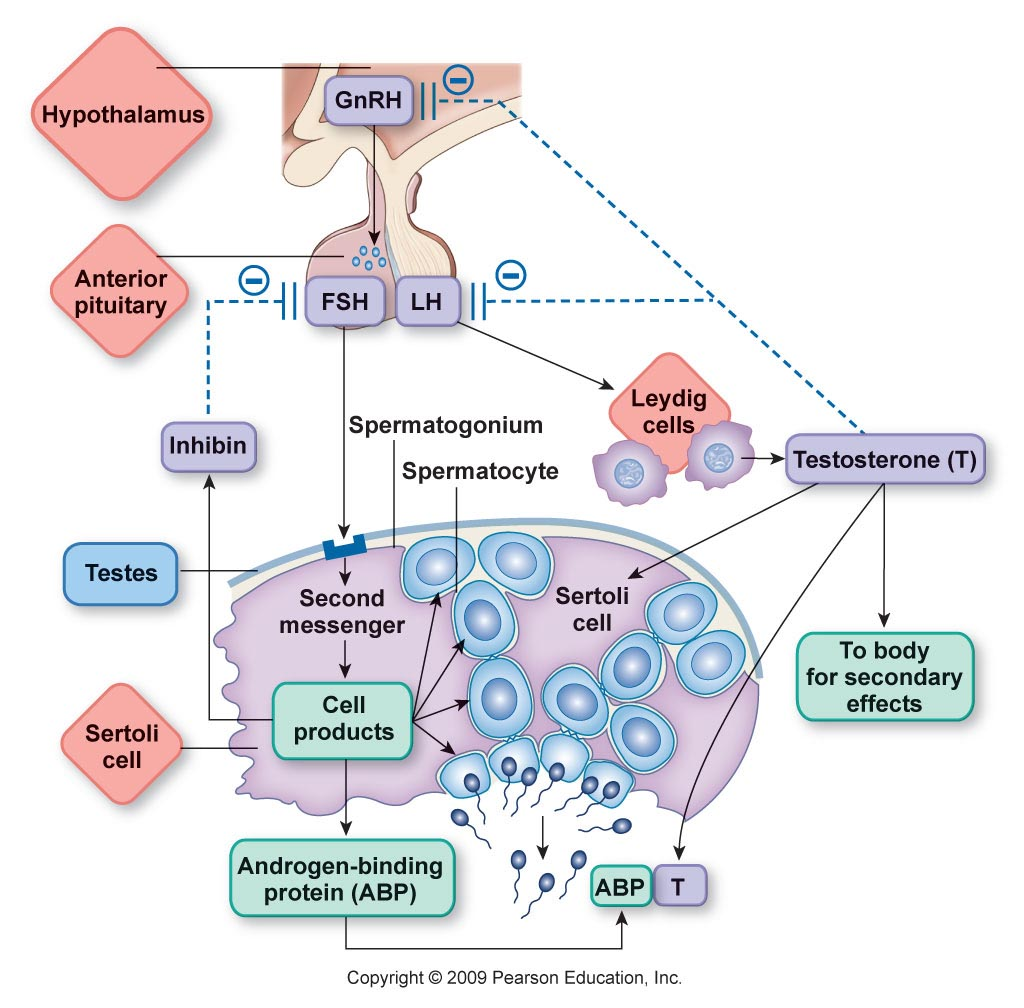 GnRH
Hypothalamus
Anterior
pituitary
FSH
LH
Leydig
cells
Spermatogonium
Inhibin
Spermatocyte
Testosterone (T)
Testes
Second
messenger
Sertoli
cell
To body
for secondary
effects
Cell
products
Sertoli
cell
Androgen-binding
protein (ABP)
ABP
T
Copyright © 2009 Pearson Education, Inc.